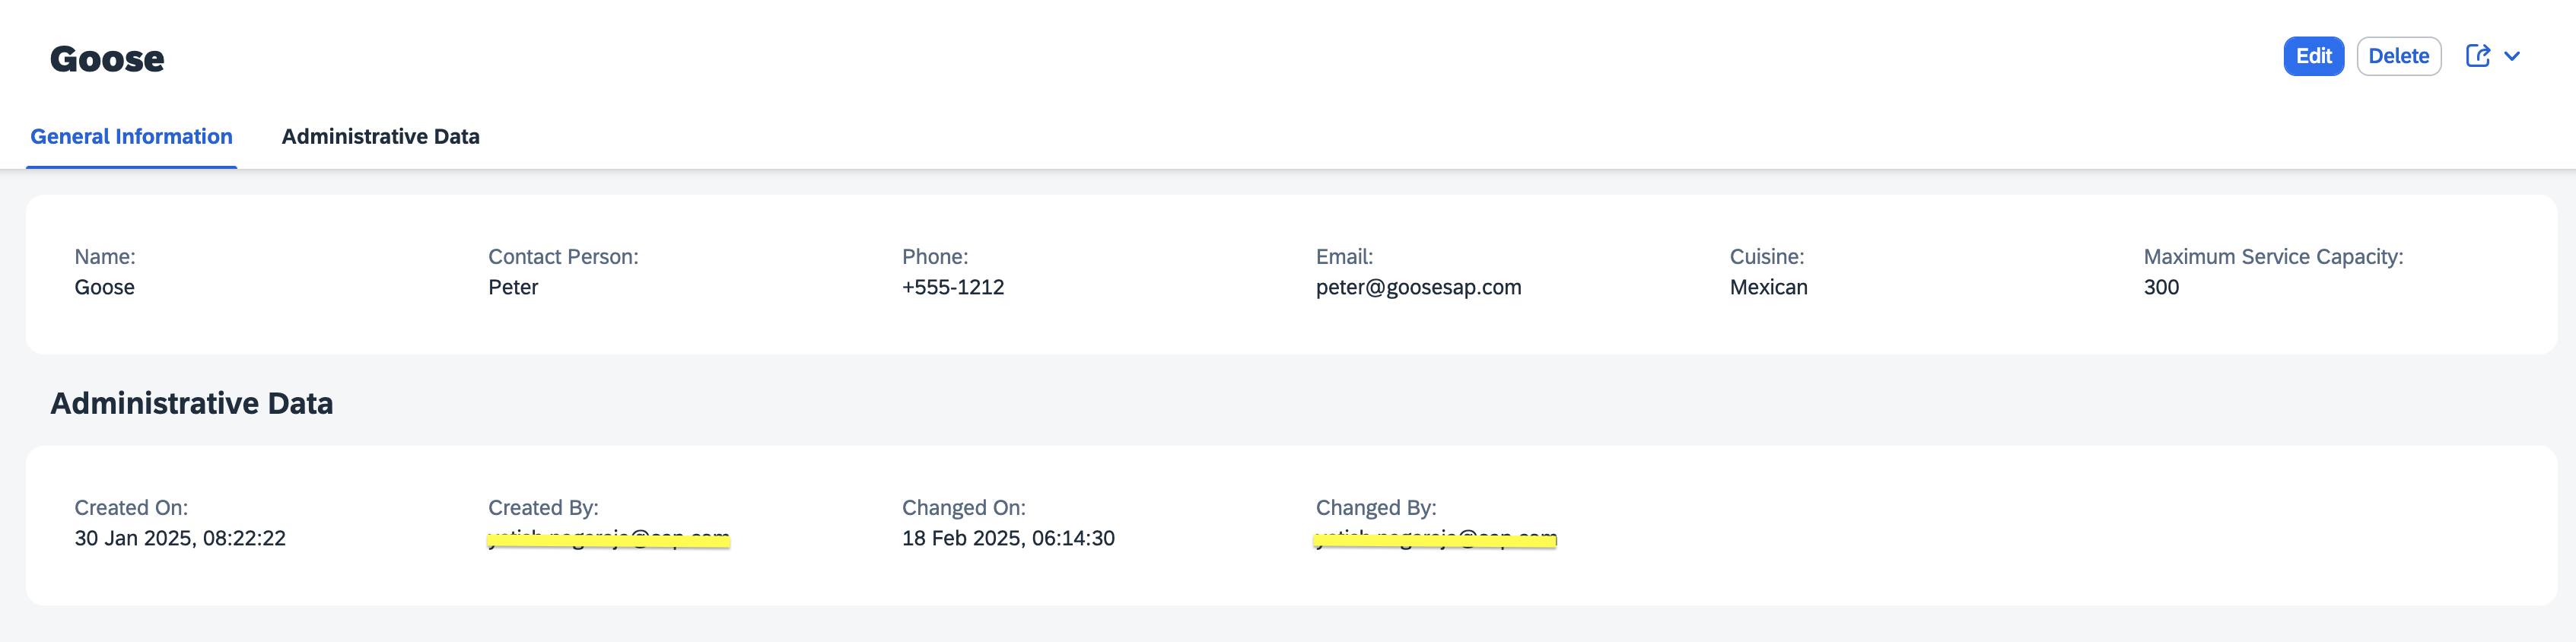 Goose
Edit Delete
General Information Administrative Data
Name: Contact Person: Phone: Email: Cuisine: Maximum Service Capacity:
Goose Peter +555-1212 peter@goosesap.com Mexican 300
Administrative Data
Created On: Created By: Changed On: Changed By:
30 Jan 2025, 08:22:22 18 Feb 2025, 06:14:30